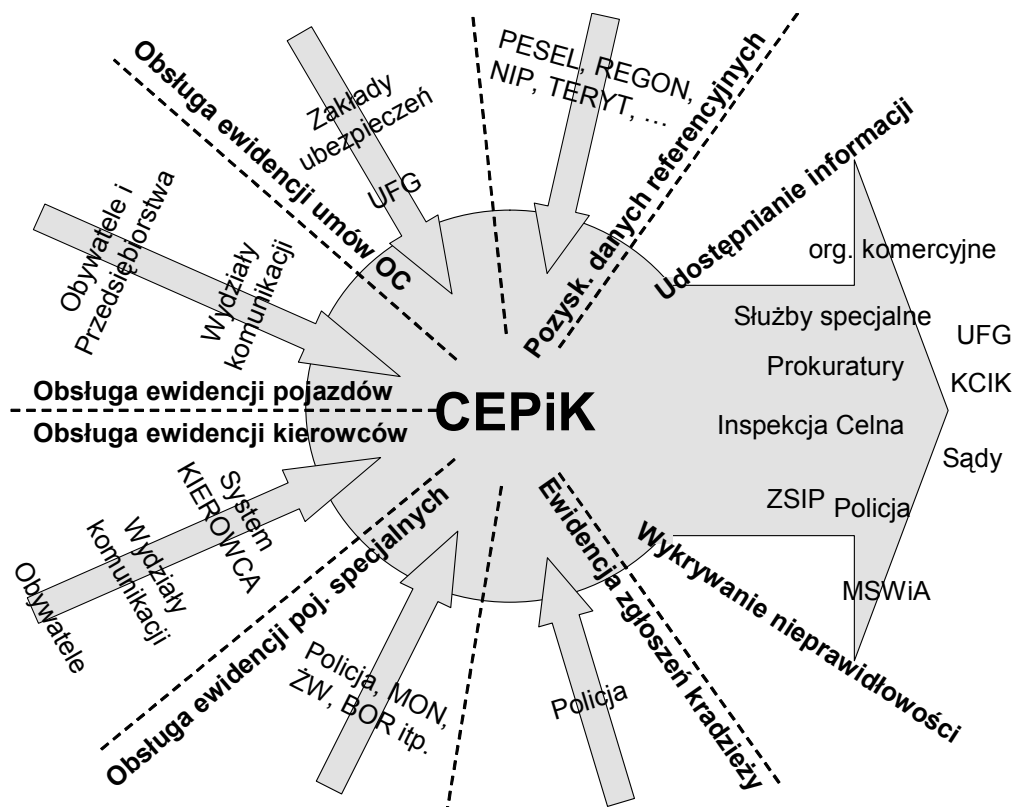 Obsługa ewidencji umów OC
Zakłady
ubezpieczeń
UFG
PESEL, REGON,
NIP, TERYT, ...
Pozysk. danych referencyjnych
Udostępnianie informacji
Obywatele i
Przedsiębiorstwa
Wydziały
komunikacji
org. komercyjne
Służby specjalne
UFG
Prokuratury
KCIK
Obsługa ewidencji pojazdów
CEPiK
Obsługa ewidencji kierowców
Inspekcja Celna
Sądy
System
KIEROWCA
Wydziały
komunikacji
Obywatele
ZSIP
Policja
MSWiA
Obsługa ewidencji poj. specjalnych
Policja, MON,
ŻW, BOR itp.
Policja
Ewidencja zgłoszeń kradzieży
Wykrywanie nieprawidłowości